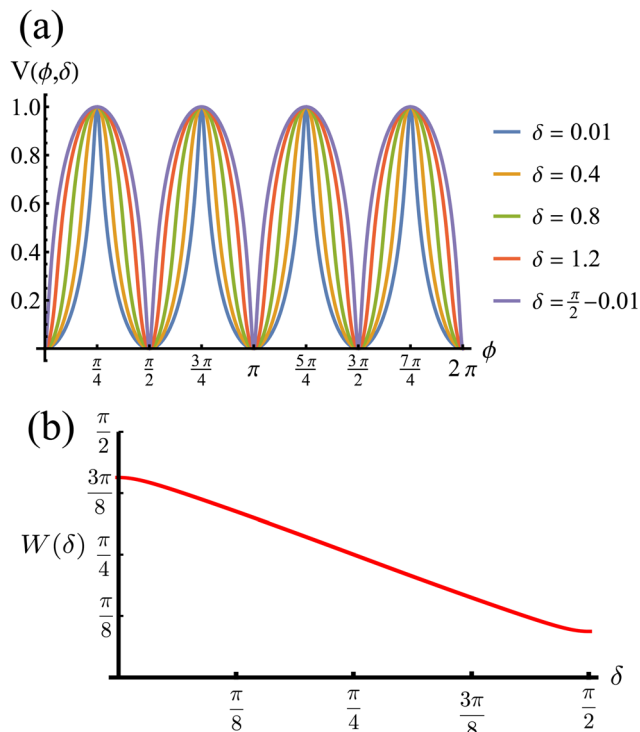 (a)
V(ϕ,δ)
1.0
0.8
0.6
0.4
0.2
π/4 π/2 3π/4 π 5π/4 3π/2 7π/4 2π ϕ
δ = 0.01
δ = 0.4
δ = 0.8
δ = 1.2
δ = π/2 −0.01
(b)
π/2
3π/8
W(δ) π/4
π/8
π/8 π/4 3π/8 π/2 δ